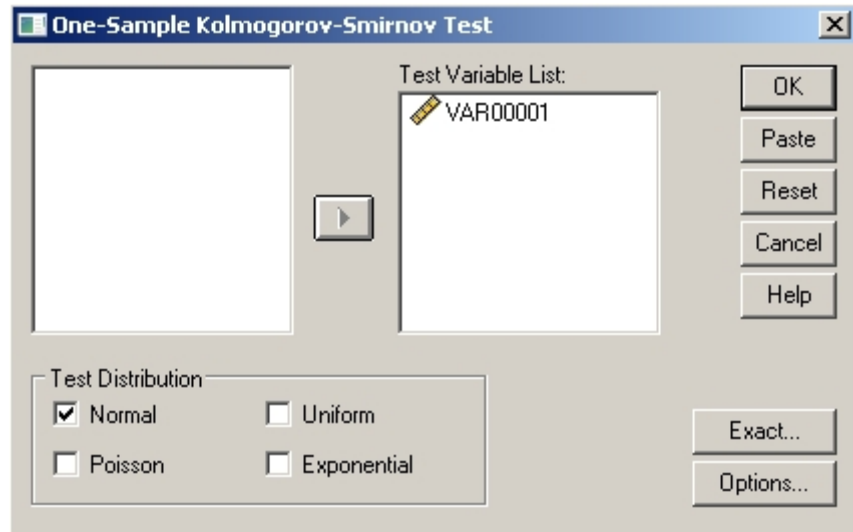 One-Sample Kolmogorov-Smirnov Test
Test Variable List:
VAR00001
OK
Paste
Reset
Cancel
Help
Test Distribution
Normal
Uniform
Poisson
Exponential
Exact...
Options...